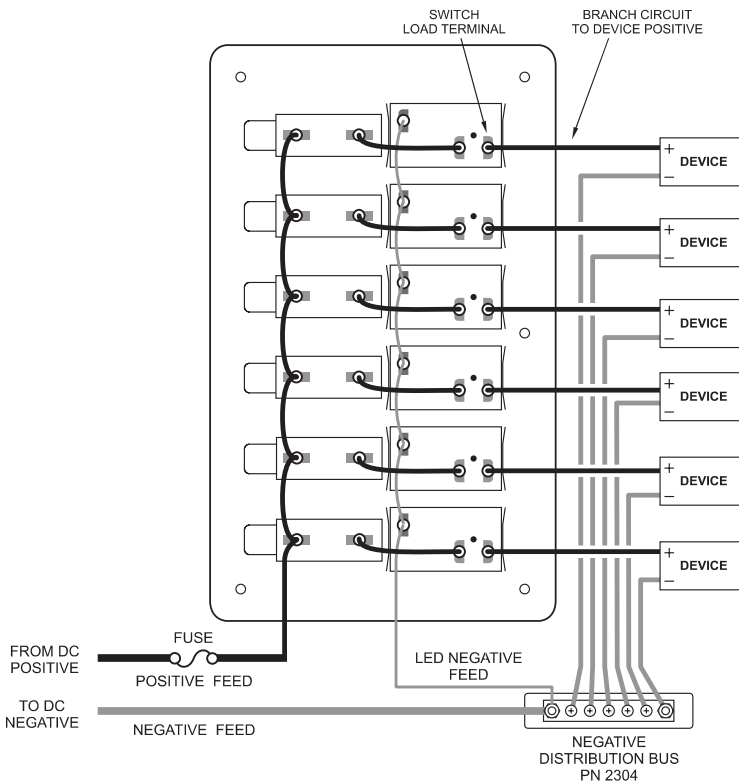 SWITCH
LOAD TERMINAL
BRANCH CIRCUIT
TO DEVICE POSITIVE
+
DEVICE
–
+
DEVICE
–
+
DEVICE
–
+
DEVICE
–
+
DEVICE
–
+
DEVICE
–
FROM DC
POSITIVE
FUSE
POSITIVE FEED
LED NEGATIVE
FEED
TO DC
NEGATIVE
NEGATIVE FEED
NEGATIVE
DISTRIBUTION BUS
PN 2304